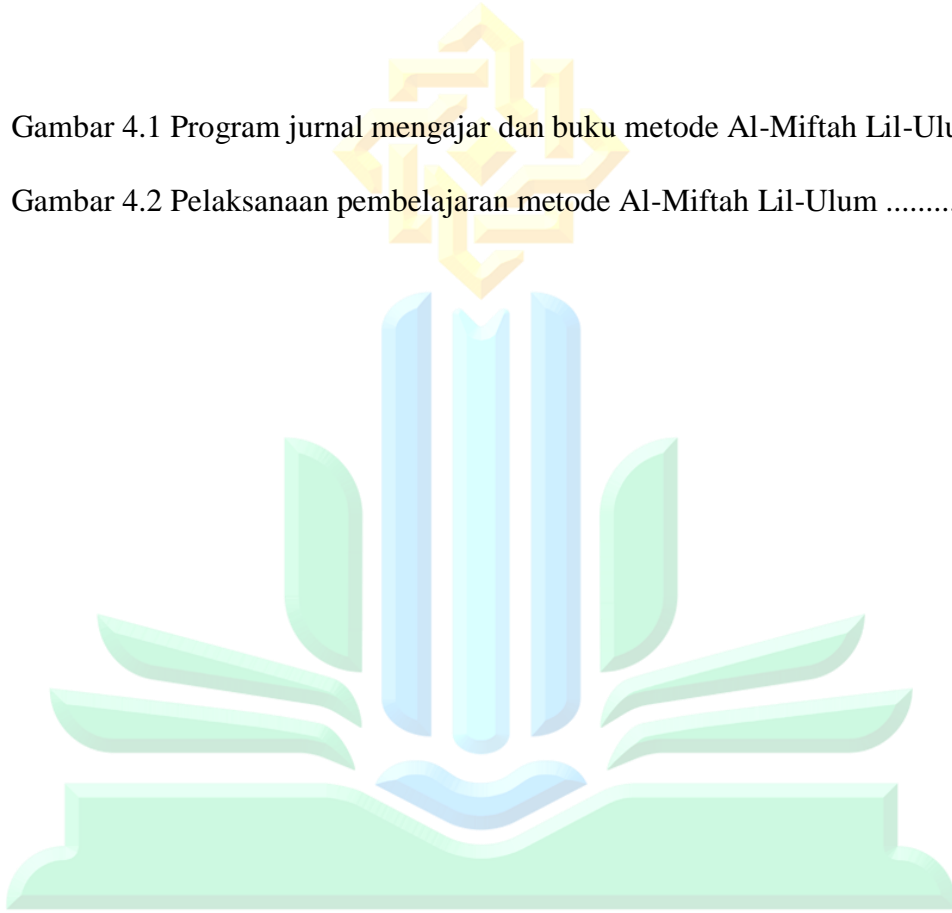 Gambar 4.1 Program jurnal mengajar dan buku metode Al-Miftah Lil-Ulu
Gambar 4.2 Pelaksanaan pembelajaran metode Al-Miftah Lil-Ulum .........